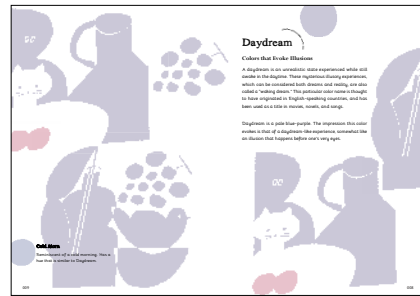 Daydream
Colors that Evoke Illusions
A daydream is an unrealistic state experienced while still
awake in the daytime. These mysterious illusory experiences,
which can be considered both dreams and reality, are also
called a "waking dream." This particular color name is thought
to have originated in English-speaking countries, and has
been used as a title in movies, novels, and songs.
Daydream is a pale blue-purple. The impression this color
evokes is that of a daydream-like experience, somewhat like
an illusion that happens before one's very eyes.
Cold Morn
Reminiscent of a cold morning. Has a
hue that is similar to Daydream.
009
008